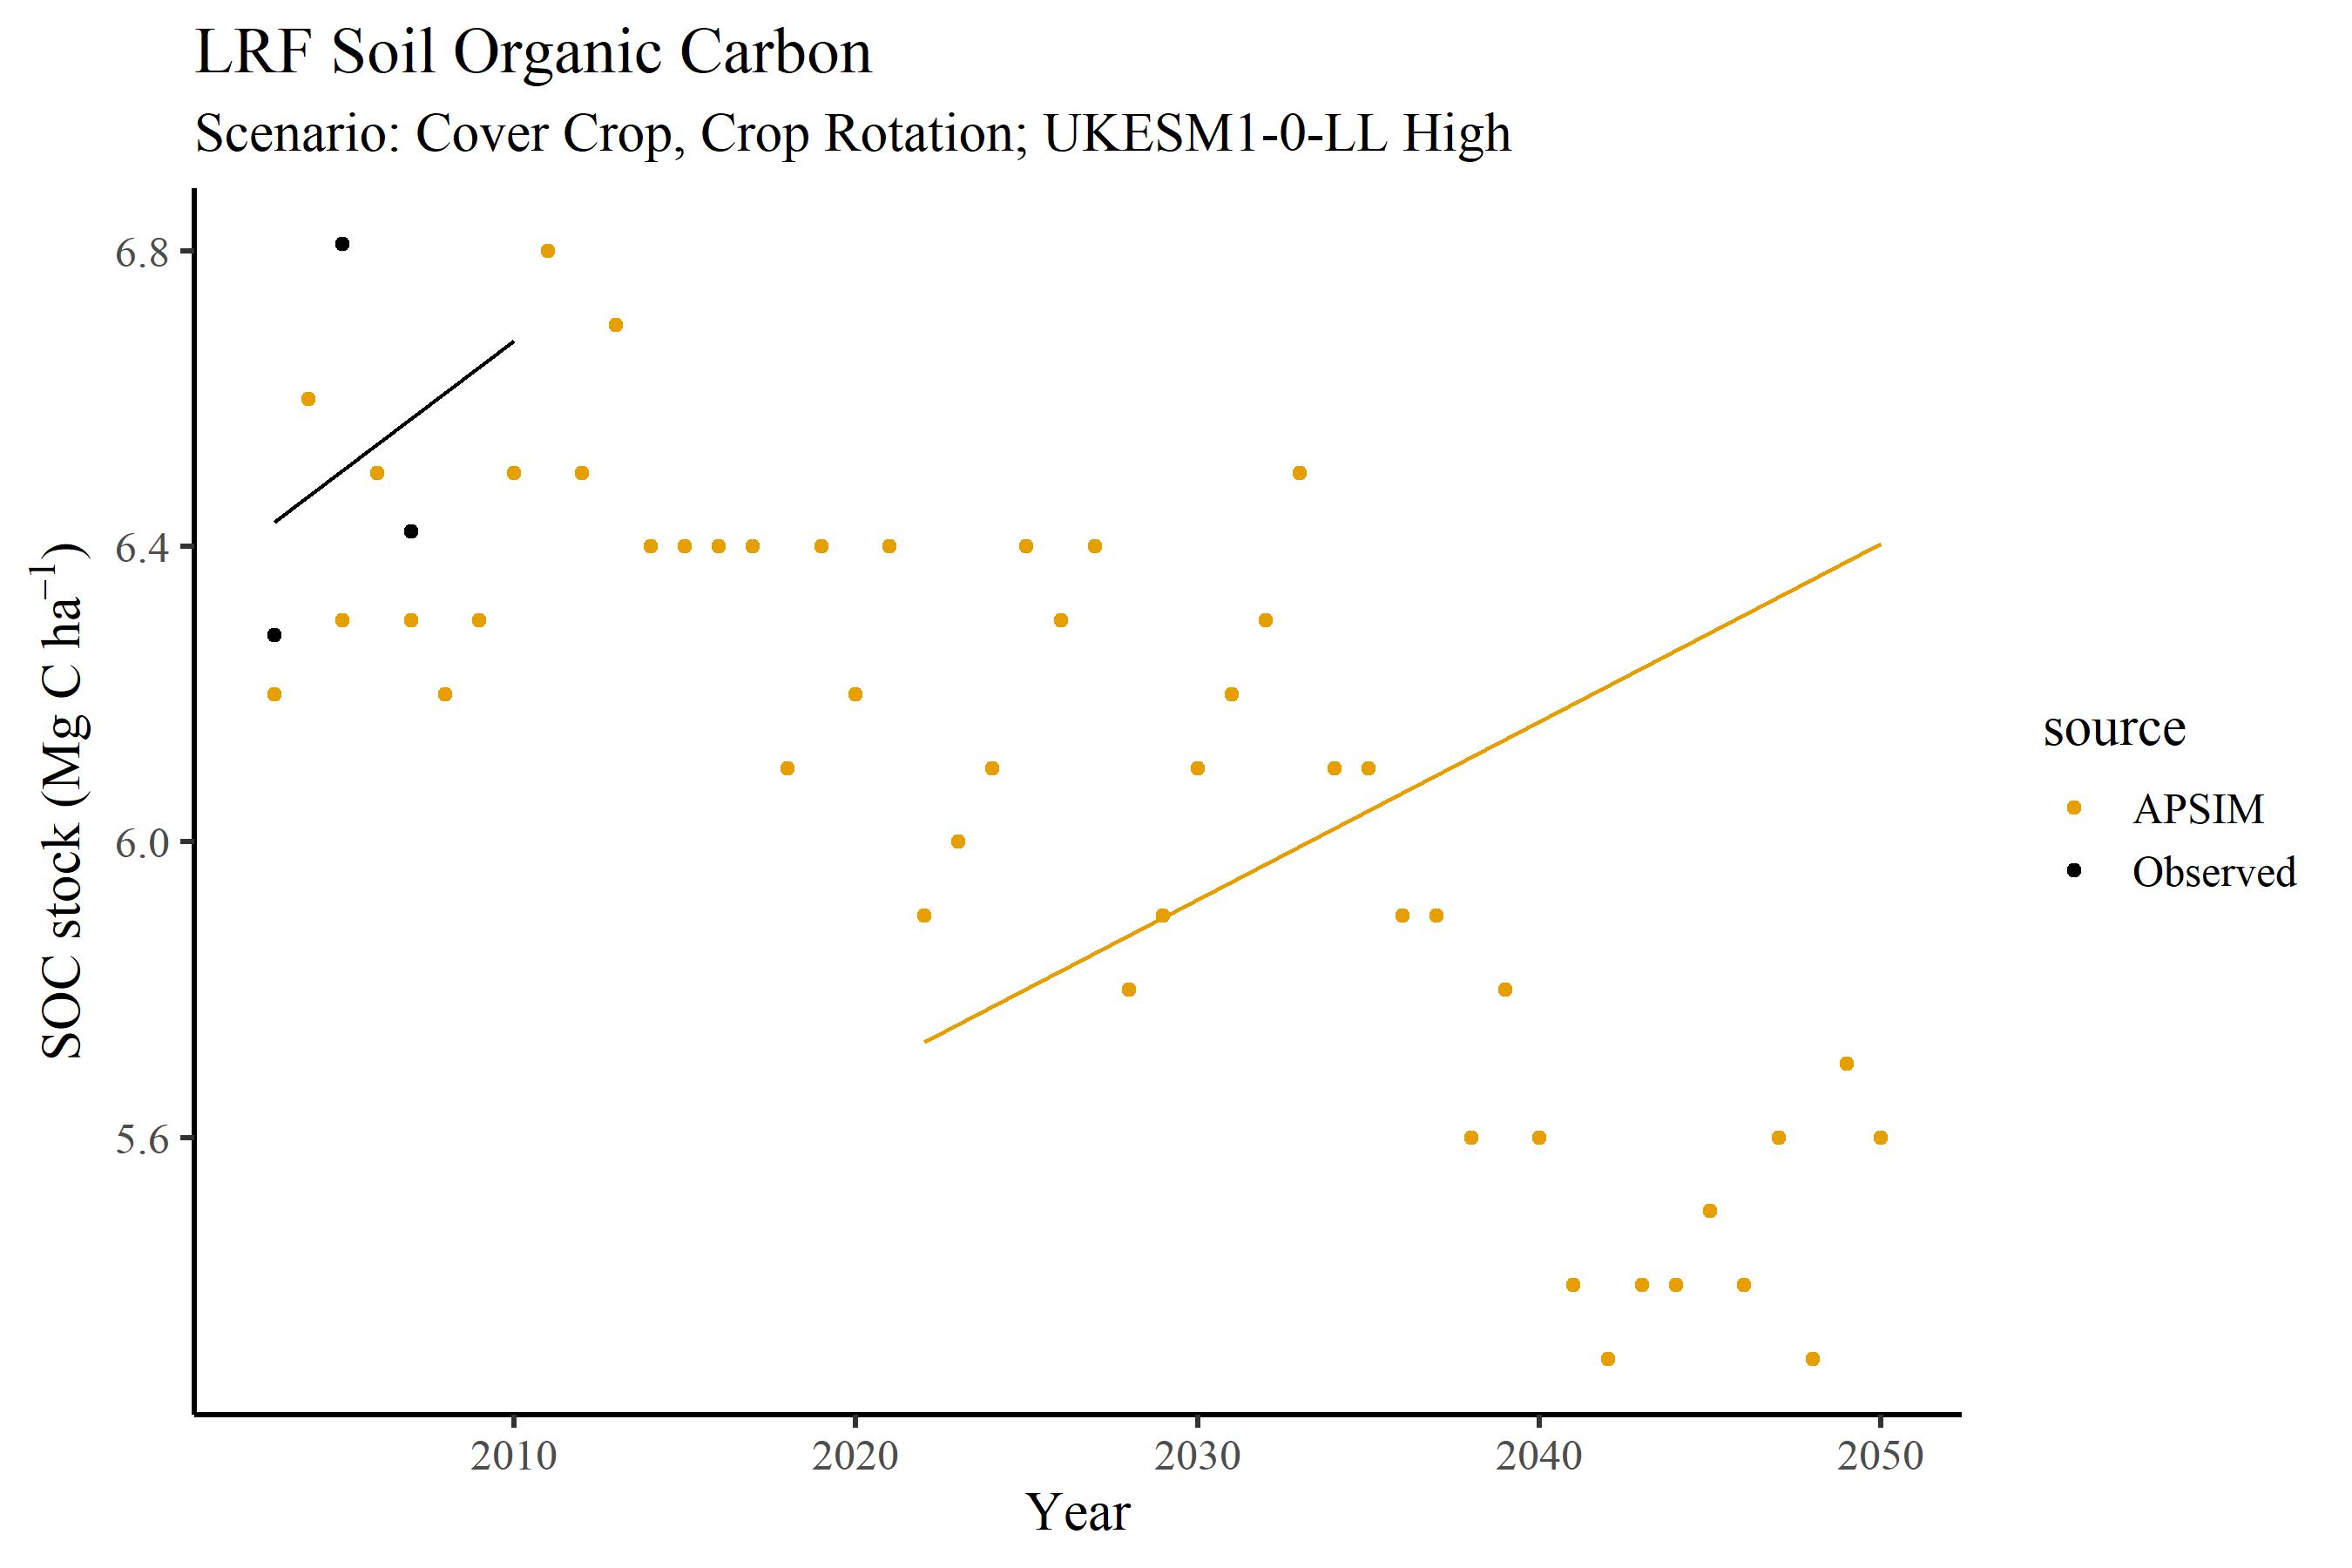 LRF Soil Organic Carbon
Scenario: Cover Crop, Crop Rotation; UKESM1-0-LL High
SOC stock (Mg C ha⁻¹)
6.8
6.4
6.0
5.6
2010 2020 2030 2040 2050
Year
source
APSIM
Observed